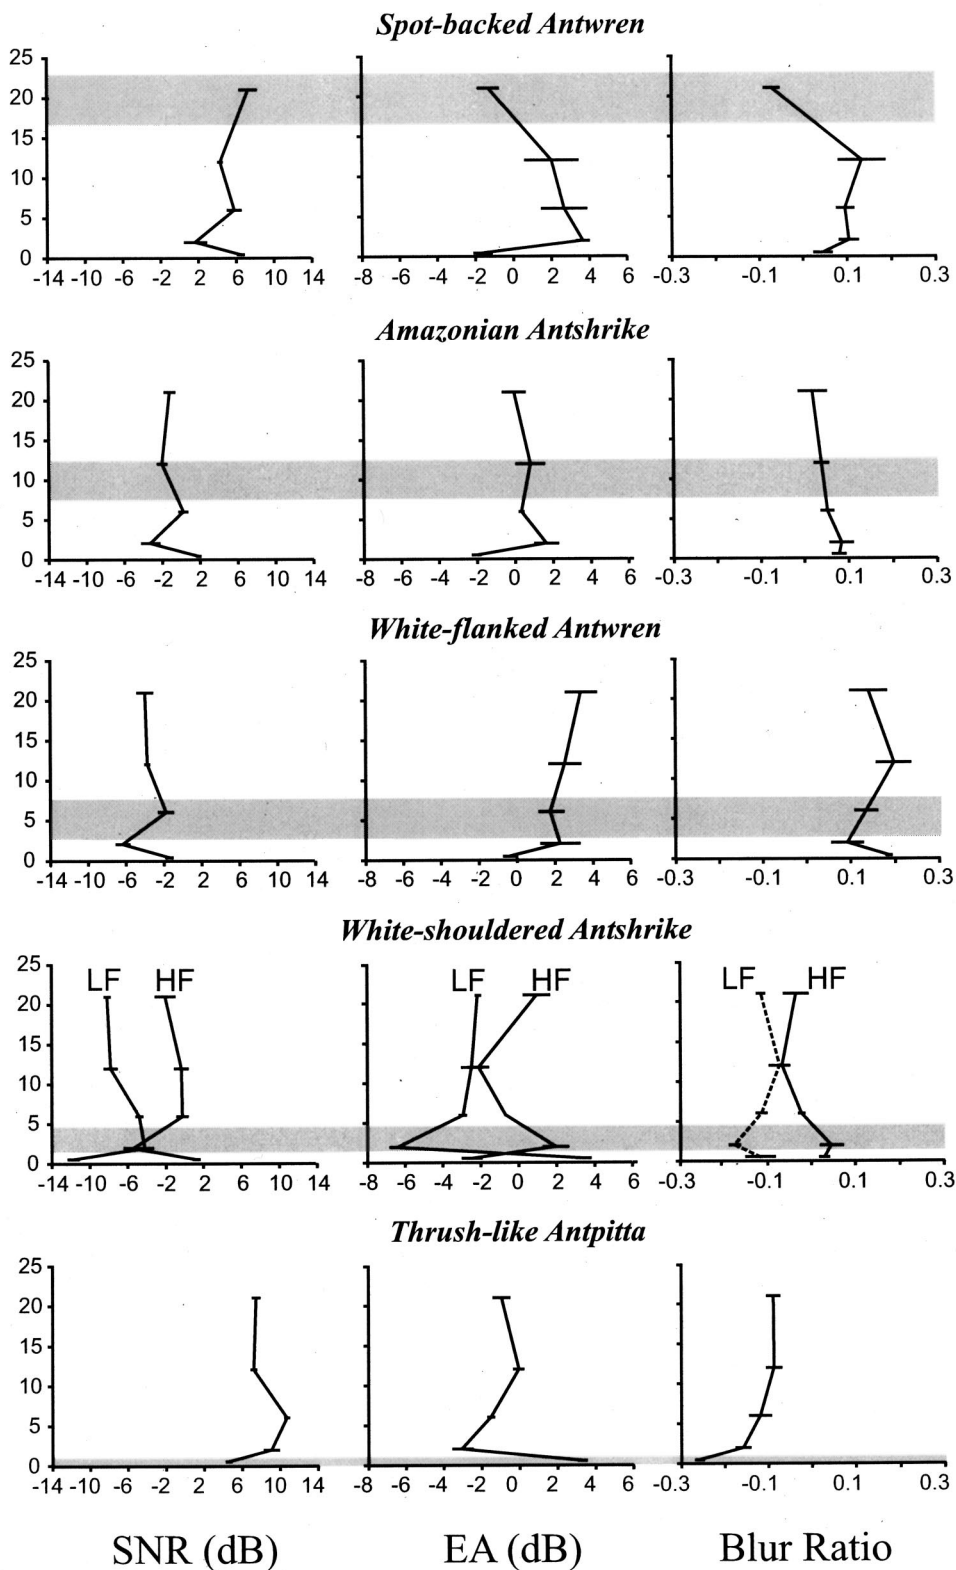 Spot-backed Antwren
25
20
15
10
5
0
-14 -10 -6 -2 2 6 10 14 -8 -6 -4 -2 0 2 4 6 -0.3 -0.1 0.1 0.3
Amazonian Antshrike
25
20
15
10
5
0
-14 -10 -6 -2 2 6 10 14 -8 -6 -4 -2 0 2 4 6 -0.3 -0.1 0.1 0.3
White-flanked Antwren
25
20
15
10
5
0
-14 -10 -6 -2 2 6 10 14 -8 -6 -4 -2 0 2 4 6 -0.3 -0.1 0.1 0.3
White-shouldered Antshrike
25
LF HF LF HF LF HF
20
15
10
5
0
-14 -10 -6 -2 2 6 10 14 -8 -6 -4 -2 0 2 4 6 -0.3 -0.1 0.1 0.3
Thrush-like Antpitta
25
20
15
10
5
0
-14 -10 -6 -2 2 6 10 14 -8 -6 -4 -2 0 2 4 6 -0.3 -0.1 0.1 0.3
SNR (dB) EA (dB) Blur Ratio